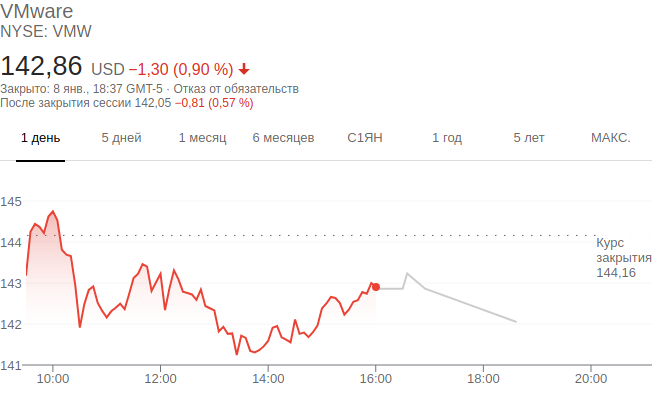 VMware
NYSE: VMW
142,86 USD −1,30 (0,90 %)
Закрыто: 8 янв., 18:37 GMT-5 · Отказ от обязательств
После закрытия сессии 142,05 −0,81 (0,57 %)
1 день 5 дней 1 месяц 6 месяцев С1ЯН 1 год 5 лет МАКС.
145
144
143
142
141
Курс
закрытия
144,16
10:00 12:00 14:00 16:00 18:00 20:00